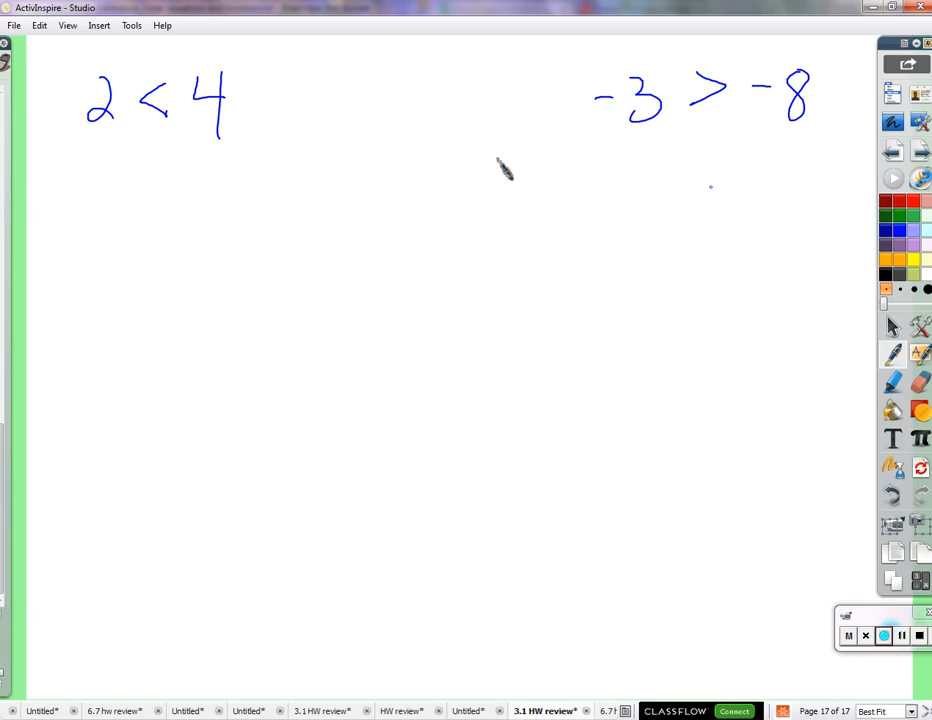 ActivInspire - Studio
File Edit View Insert Tools Help
2 < 4
-3 > -8
T π
M
Untitled* 6.7 hw review* Untitled* Untitled* 3.1 HW review* HW review* Untitled* 3.1 HW review* 6.7 CLASSFLOW Connect Page 17 of 17 Best Fit